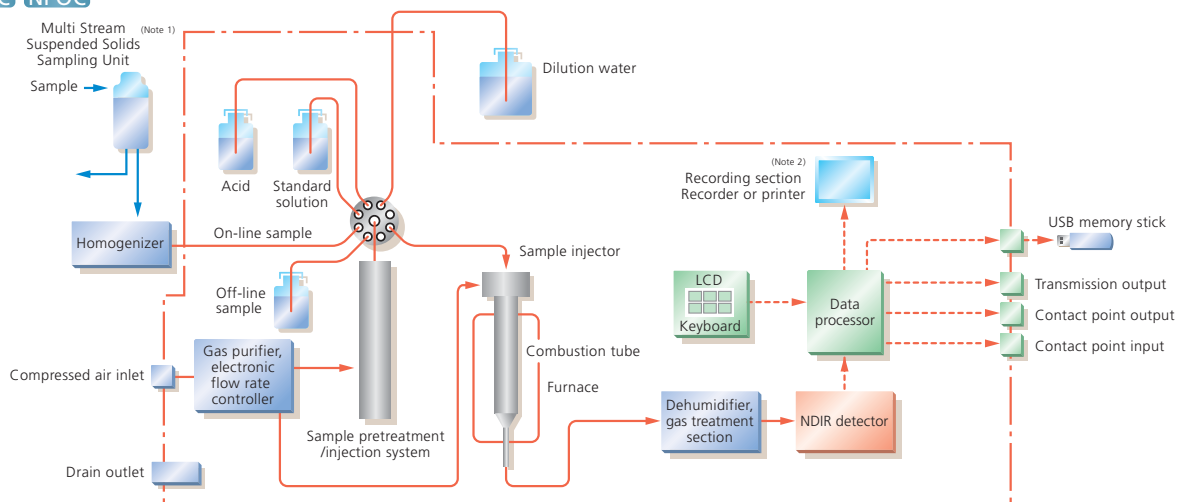 NPOC
Multi Stream
Suspended Solids
Sampling Unit
(Note 1)
Sample
Dilution water
Acid
Standard
solution
(Note 2)
Recording section
Recorder or printer
Homogenizer
On-line sample
USB memory stick
Sample injector
Off-line
sample
LCD
Keyboard
Data
processor
Transmission output
Contact point output
Contact point input
Compressed air inlet
Gas purifier,
electronic
flow rate
controller
Combustion tube
Furnace
Sample pretreatment
/injection system
Dehumidifier,
gas treatment
section
NDIR detector
Drain outlet